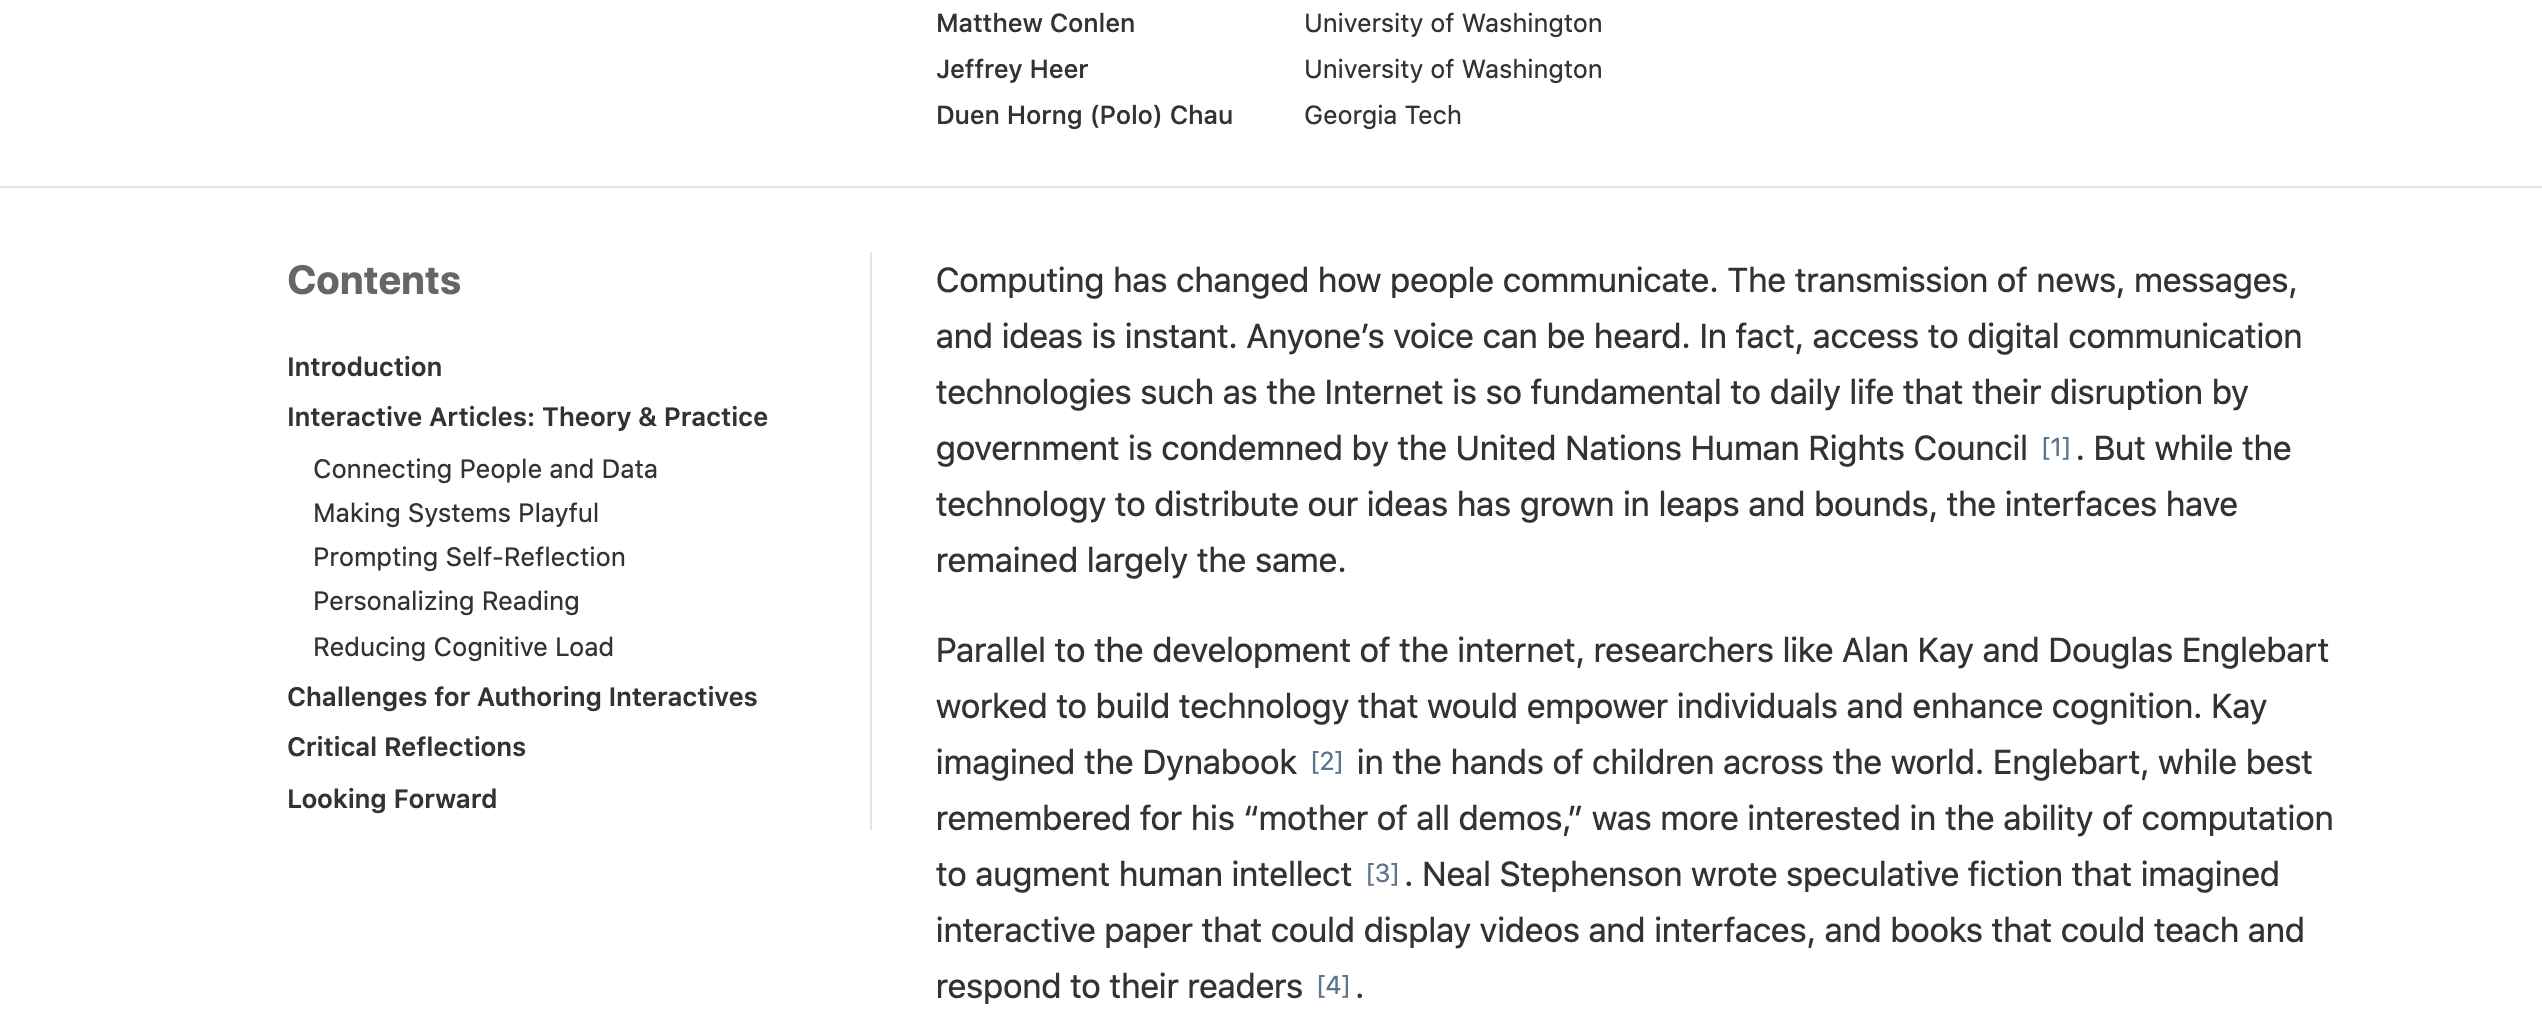 Matthew Conlen University of Washington
Jeffrey Heer University of Washington
Duen Horng (Polo) Chau Georgia Tech
Contents
Introduction
Interactive Articles: Theory & Practice
Connecting People and Data
Making Systems Playful
Prompting Self-Reflection
Personalizing Reading
Reducing Cognitive Load
Challenges for Authoring Interactives
Critical Reflections
Looking Forward
Computing has changed how people communicate. The transmission of news, messages,
and ideas is instant. Anyone’s voice can be heard. In fact, access to digital communication
technologies such as the Internet is so fundamental to daily life that their disruption by
government is condemned by the United Nations Human Rights Council [1]. But while the
technology to distribute our ideas has grown in leaps and bounds, the interfaces have
remained largely the same.
Parallel to the development of the internet, researchers like Alan Kay and Douglas Englebart
worked to build technology that would empower individuals and enhance cognition. Kay
imagined the Dynabook [2] in the hands of children across the world. Englebart, while best
remembered for his “mother of all demos,” was more interested in the ability of computation
to augment human intellect [3]. Neal Stephenson wrote speculative fiction that imagined
interactive paper that could display videos and interfaces, and books that could teach and
respond to their readers [4].